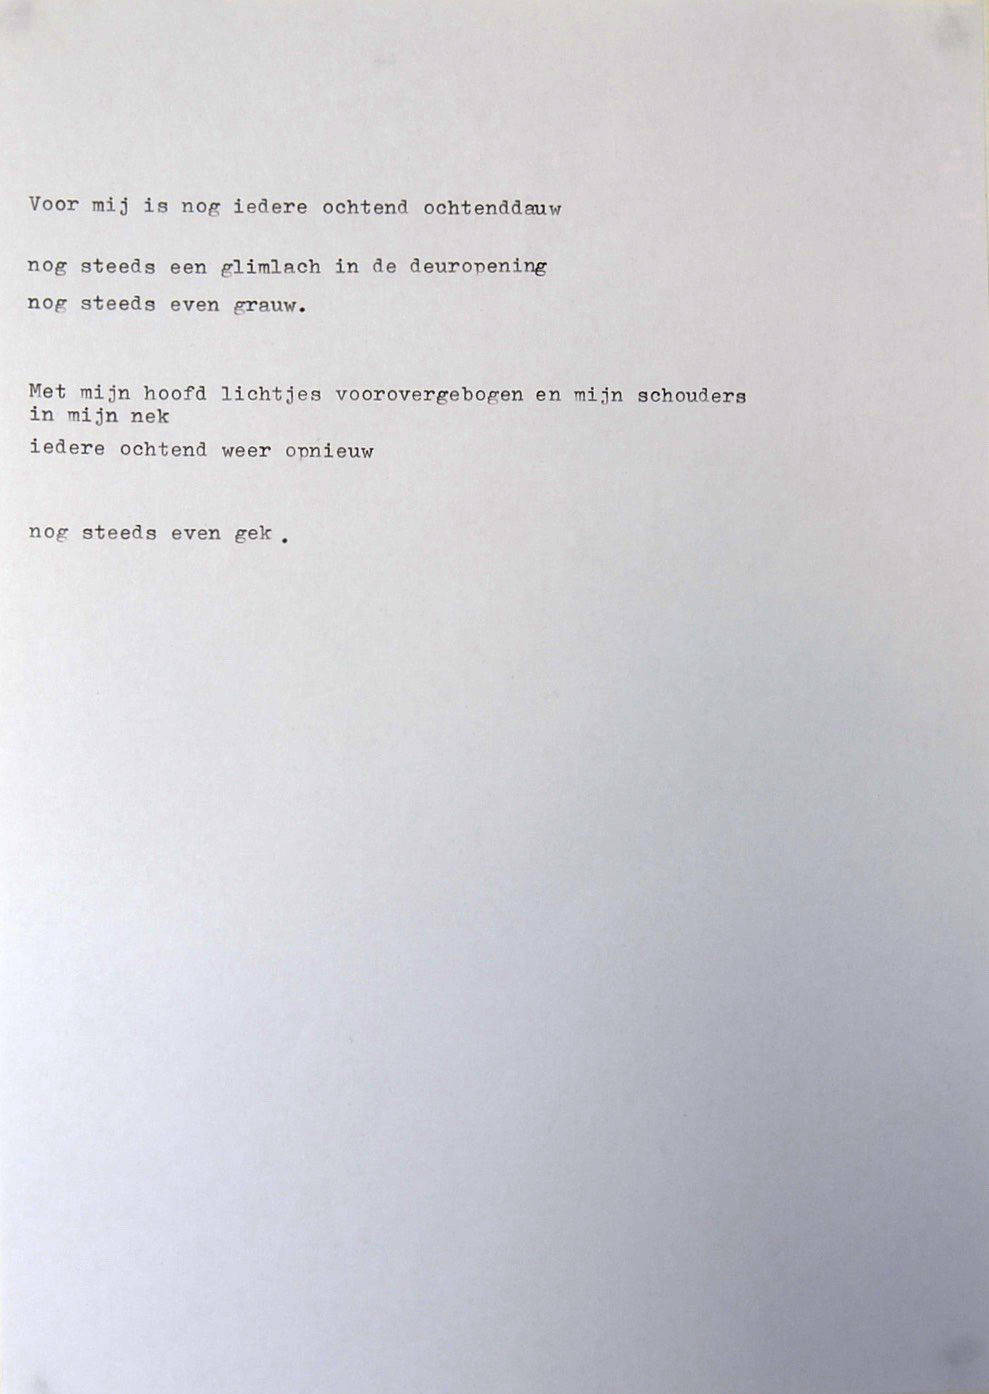 Voor mij is nog iedere ochtend ochtenddauw
nog steeds een glimlach in de deuropening
nog steeds even grauw.
Met mijn hoofd lichtjes voorovergebogen en mijn schouders
in mijn nek
iedere ochtend weer opnieuw
nog steeds even gek .